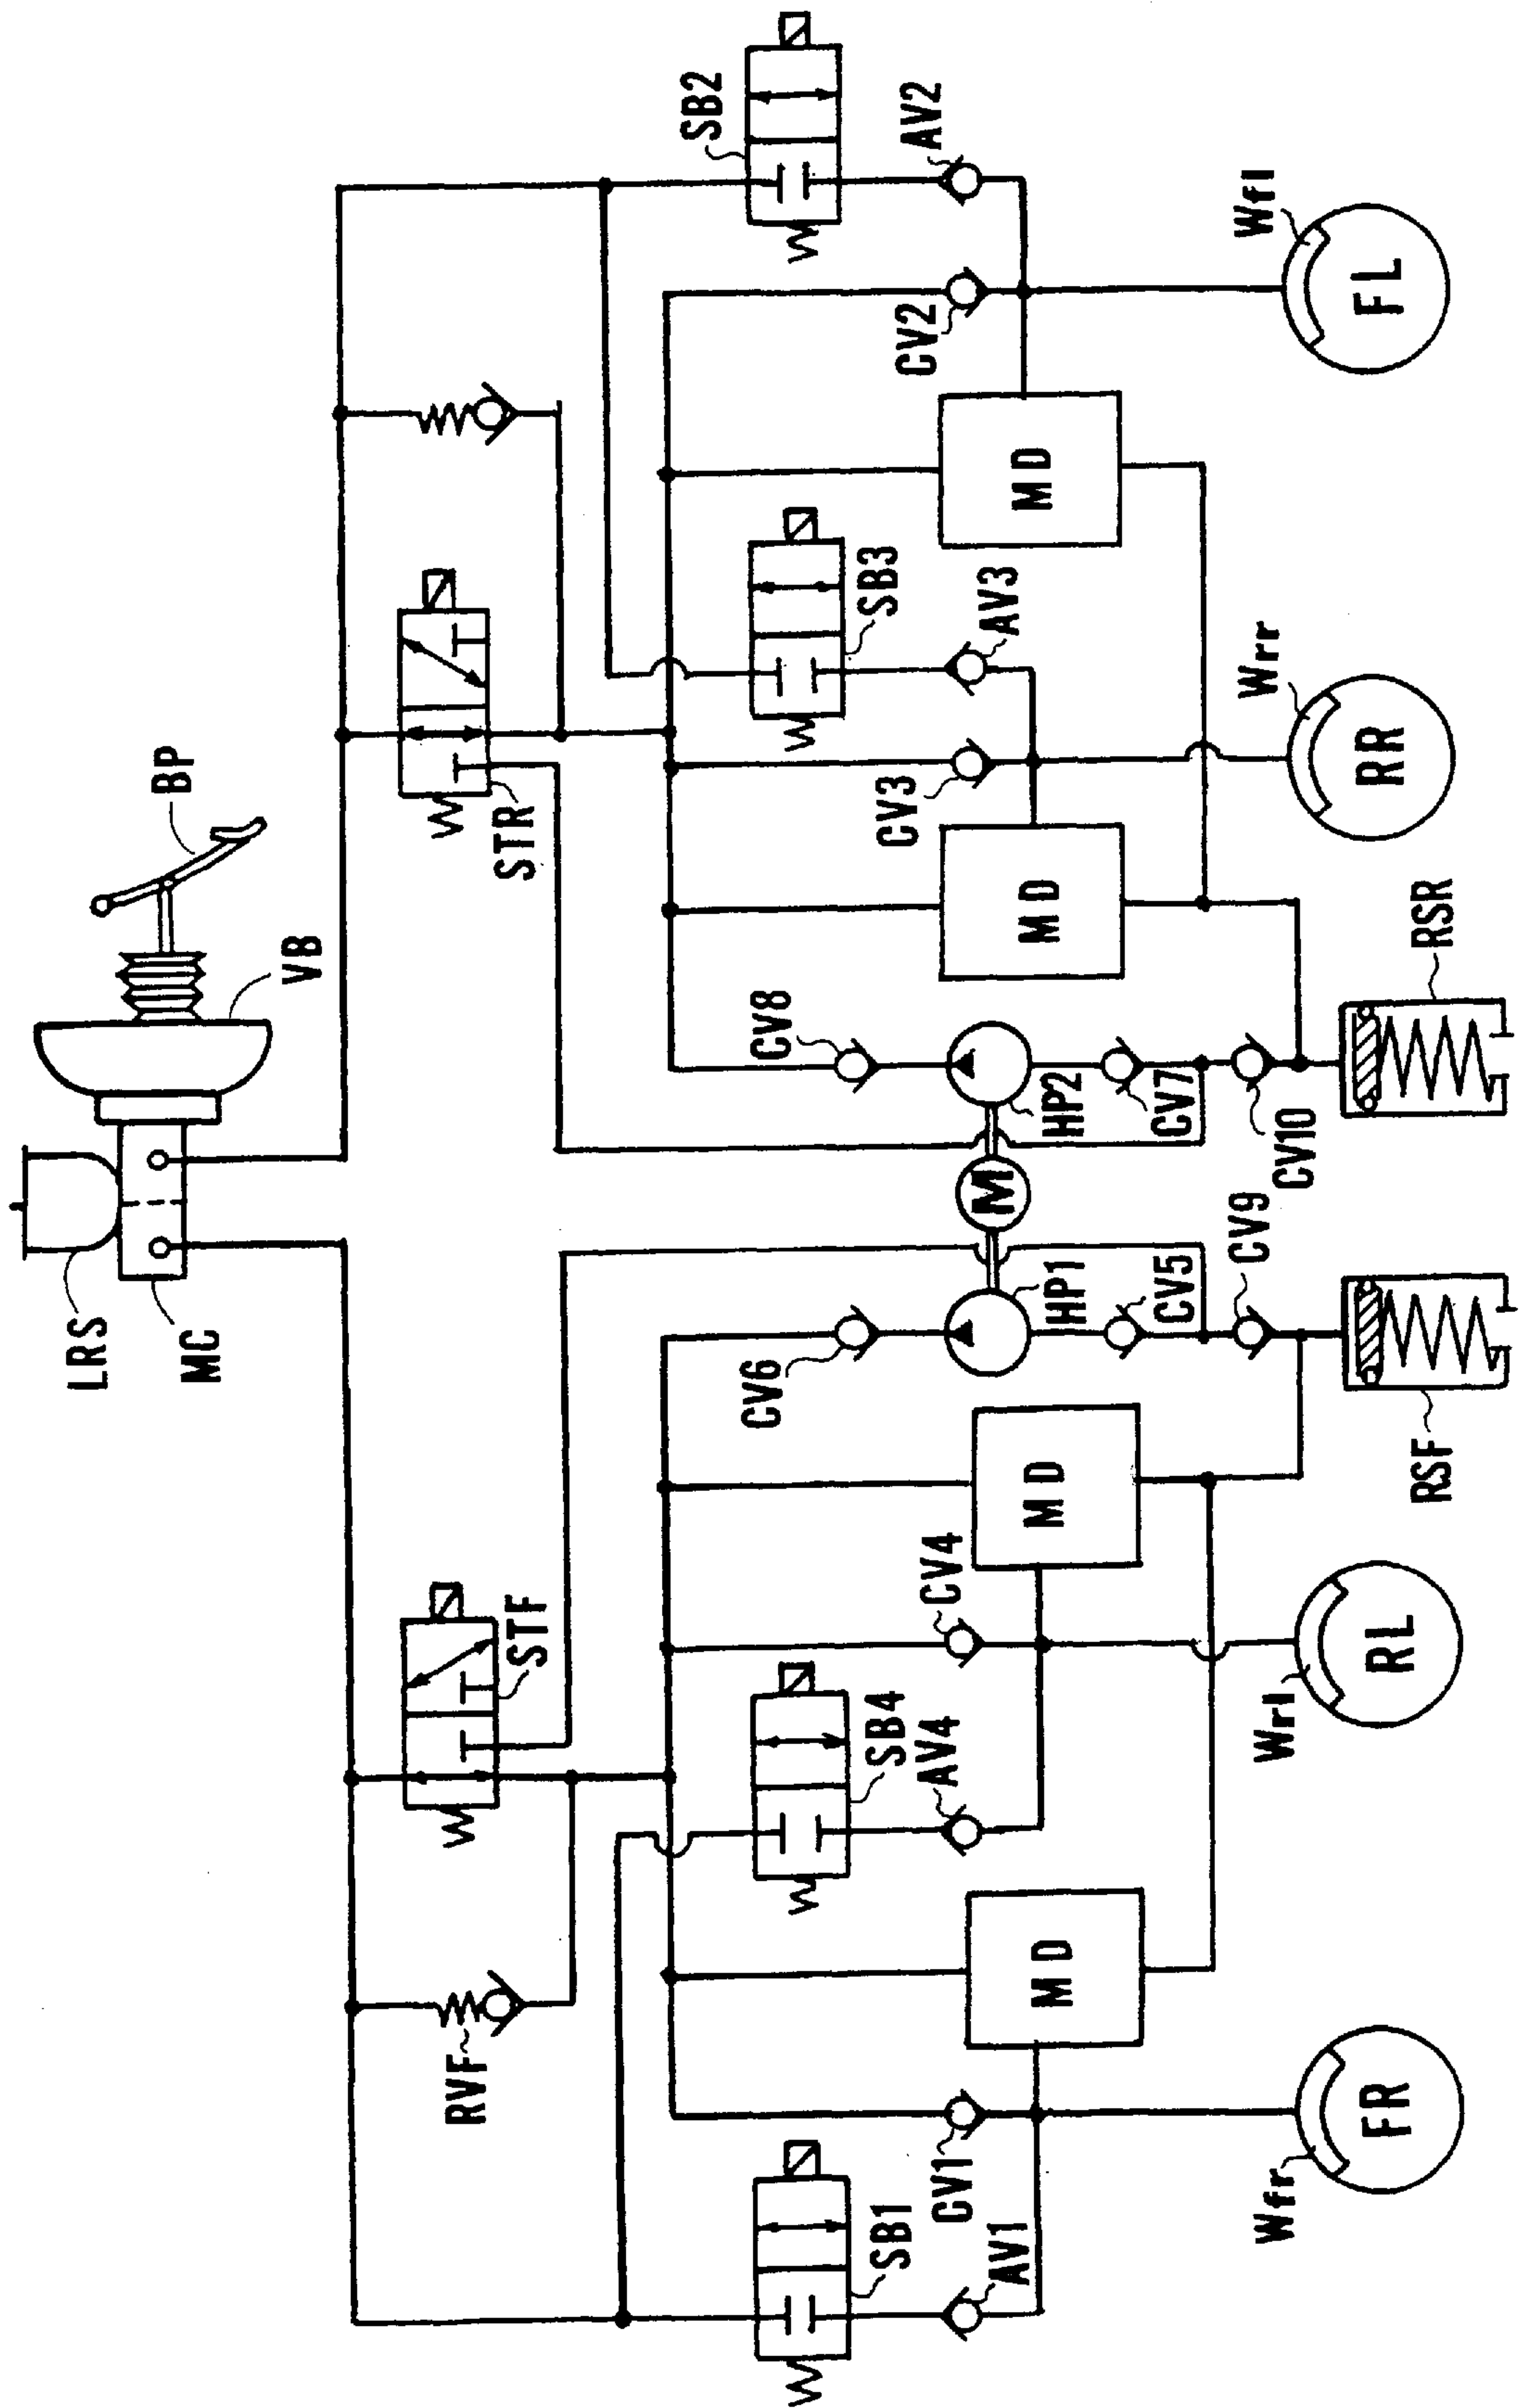 LRS
MC
VB
BP
STF
STR
RVF
SB1
SB4
SB3
SB2
AV1
AV4
AV3
AV2
CV1
CV4
CV6
CV8
CV3
CV2
MD
MD
MD
MD
HP1
M
HP2
CV5
CV7
CV9
CV10
Wfr
FR
Wrl
RL
RSF
RSR
Wrr
RR
Wfl
FL